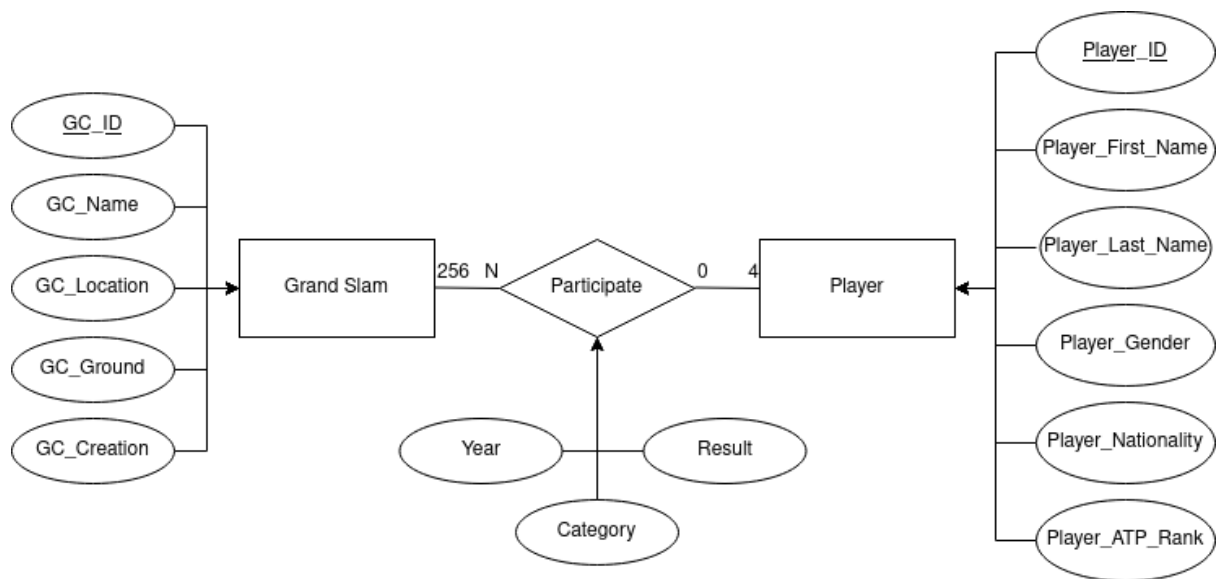 GC_ID
GC_Name
GC_Location
GC_Ground
GC_Creation
Grand Slam
256 N
Participate
0 4
Player
Year
Result
Category
Player_ID
Player_First_Name
Player_Last_Name
Player_Gender
Player_Nationality
Player_ATP_Rank